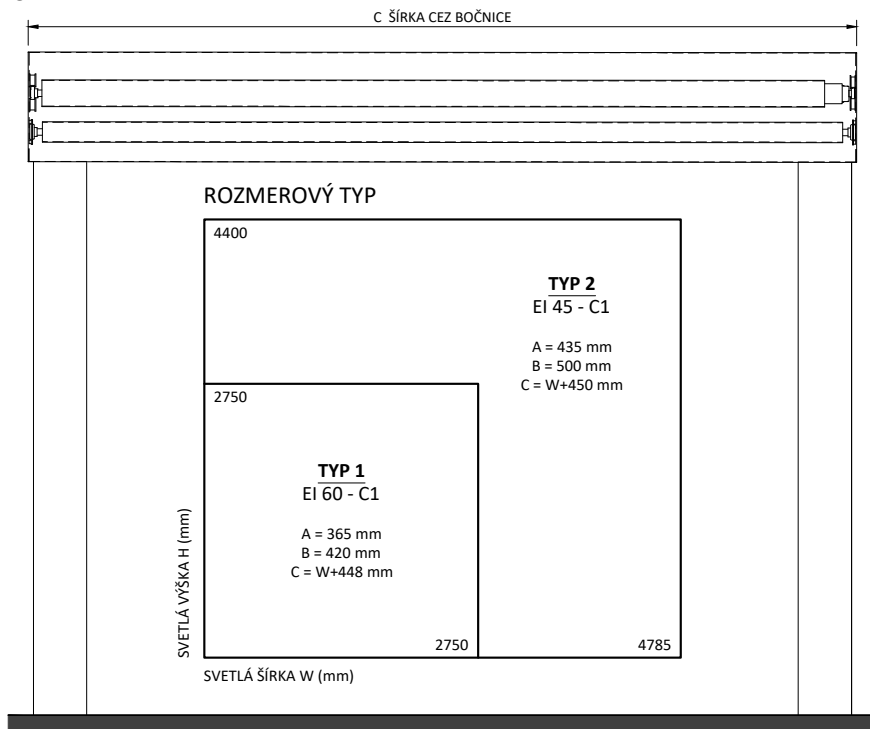 C ŠÍRKA CEZ BOČNICE
ROZMEROVÝ TYP
4400
TYP 2
EI 45 - C1
A = 435 mm
B = 500 mm
C = W+450 mm
2750
TYP 1
EI 60 - C1
A = 365 mm
B = 420 mm
C = W+448 mm
SVETLÁ VÝŠKA H (mm)
2750
4785
SVETLÁ ŠÍRKA W (mm)